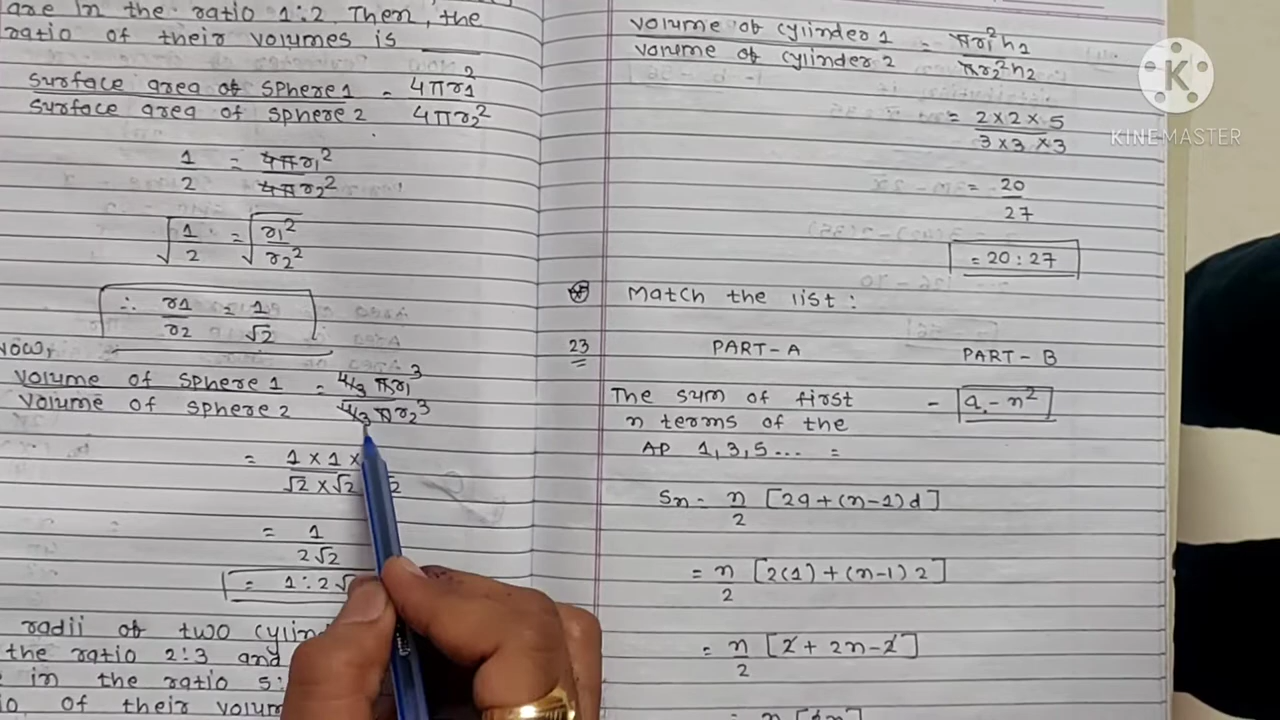 are in the ratio 1:2. Then, the
ratio of their volumes is ____
Surface area of sphere 1 = 4πr1²
Surface area of sphere 2 4πr2²
1 = 4πr1²
2 4πr2²
√1/2 = √r1²/r2²
∴ r1/r2 = 1/√2
Now,
Volume of sphere 1 = 4/3 πr1³
Volume of sphere 2 4/3 πr2³
= 1 × 1 ×
√2 × √2
= 1
2√2
= 1:2√
radii of two
the ratio 2:3 and
in the ratio 5:
of their
Volume of cylinder 1 = πr1²h1
Volume of cylinder 2 πr2²h2
= 2×2×5
3×3×3
= 20
27
= 20:27
Match the list:
23 PART-A PART-B
The sum of first - a.-n²
n terms of the
AP 1,3,5... =
Sn = n/2 [2a+(n-1)d]
= n/2 [2(1)+(n-1)2]
= n/2 [2+2n-2]
KINEMASTER